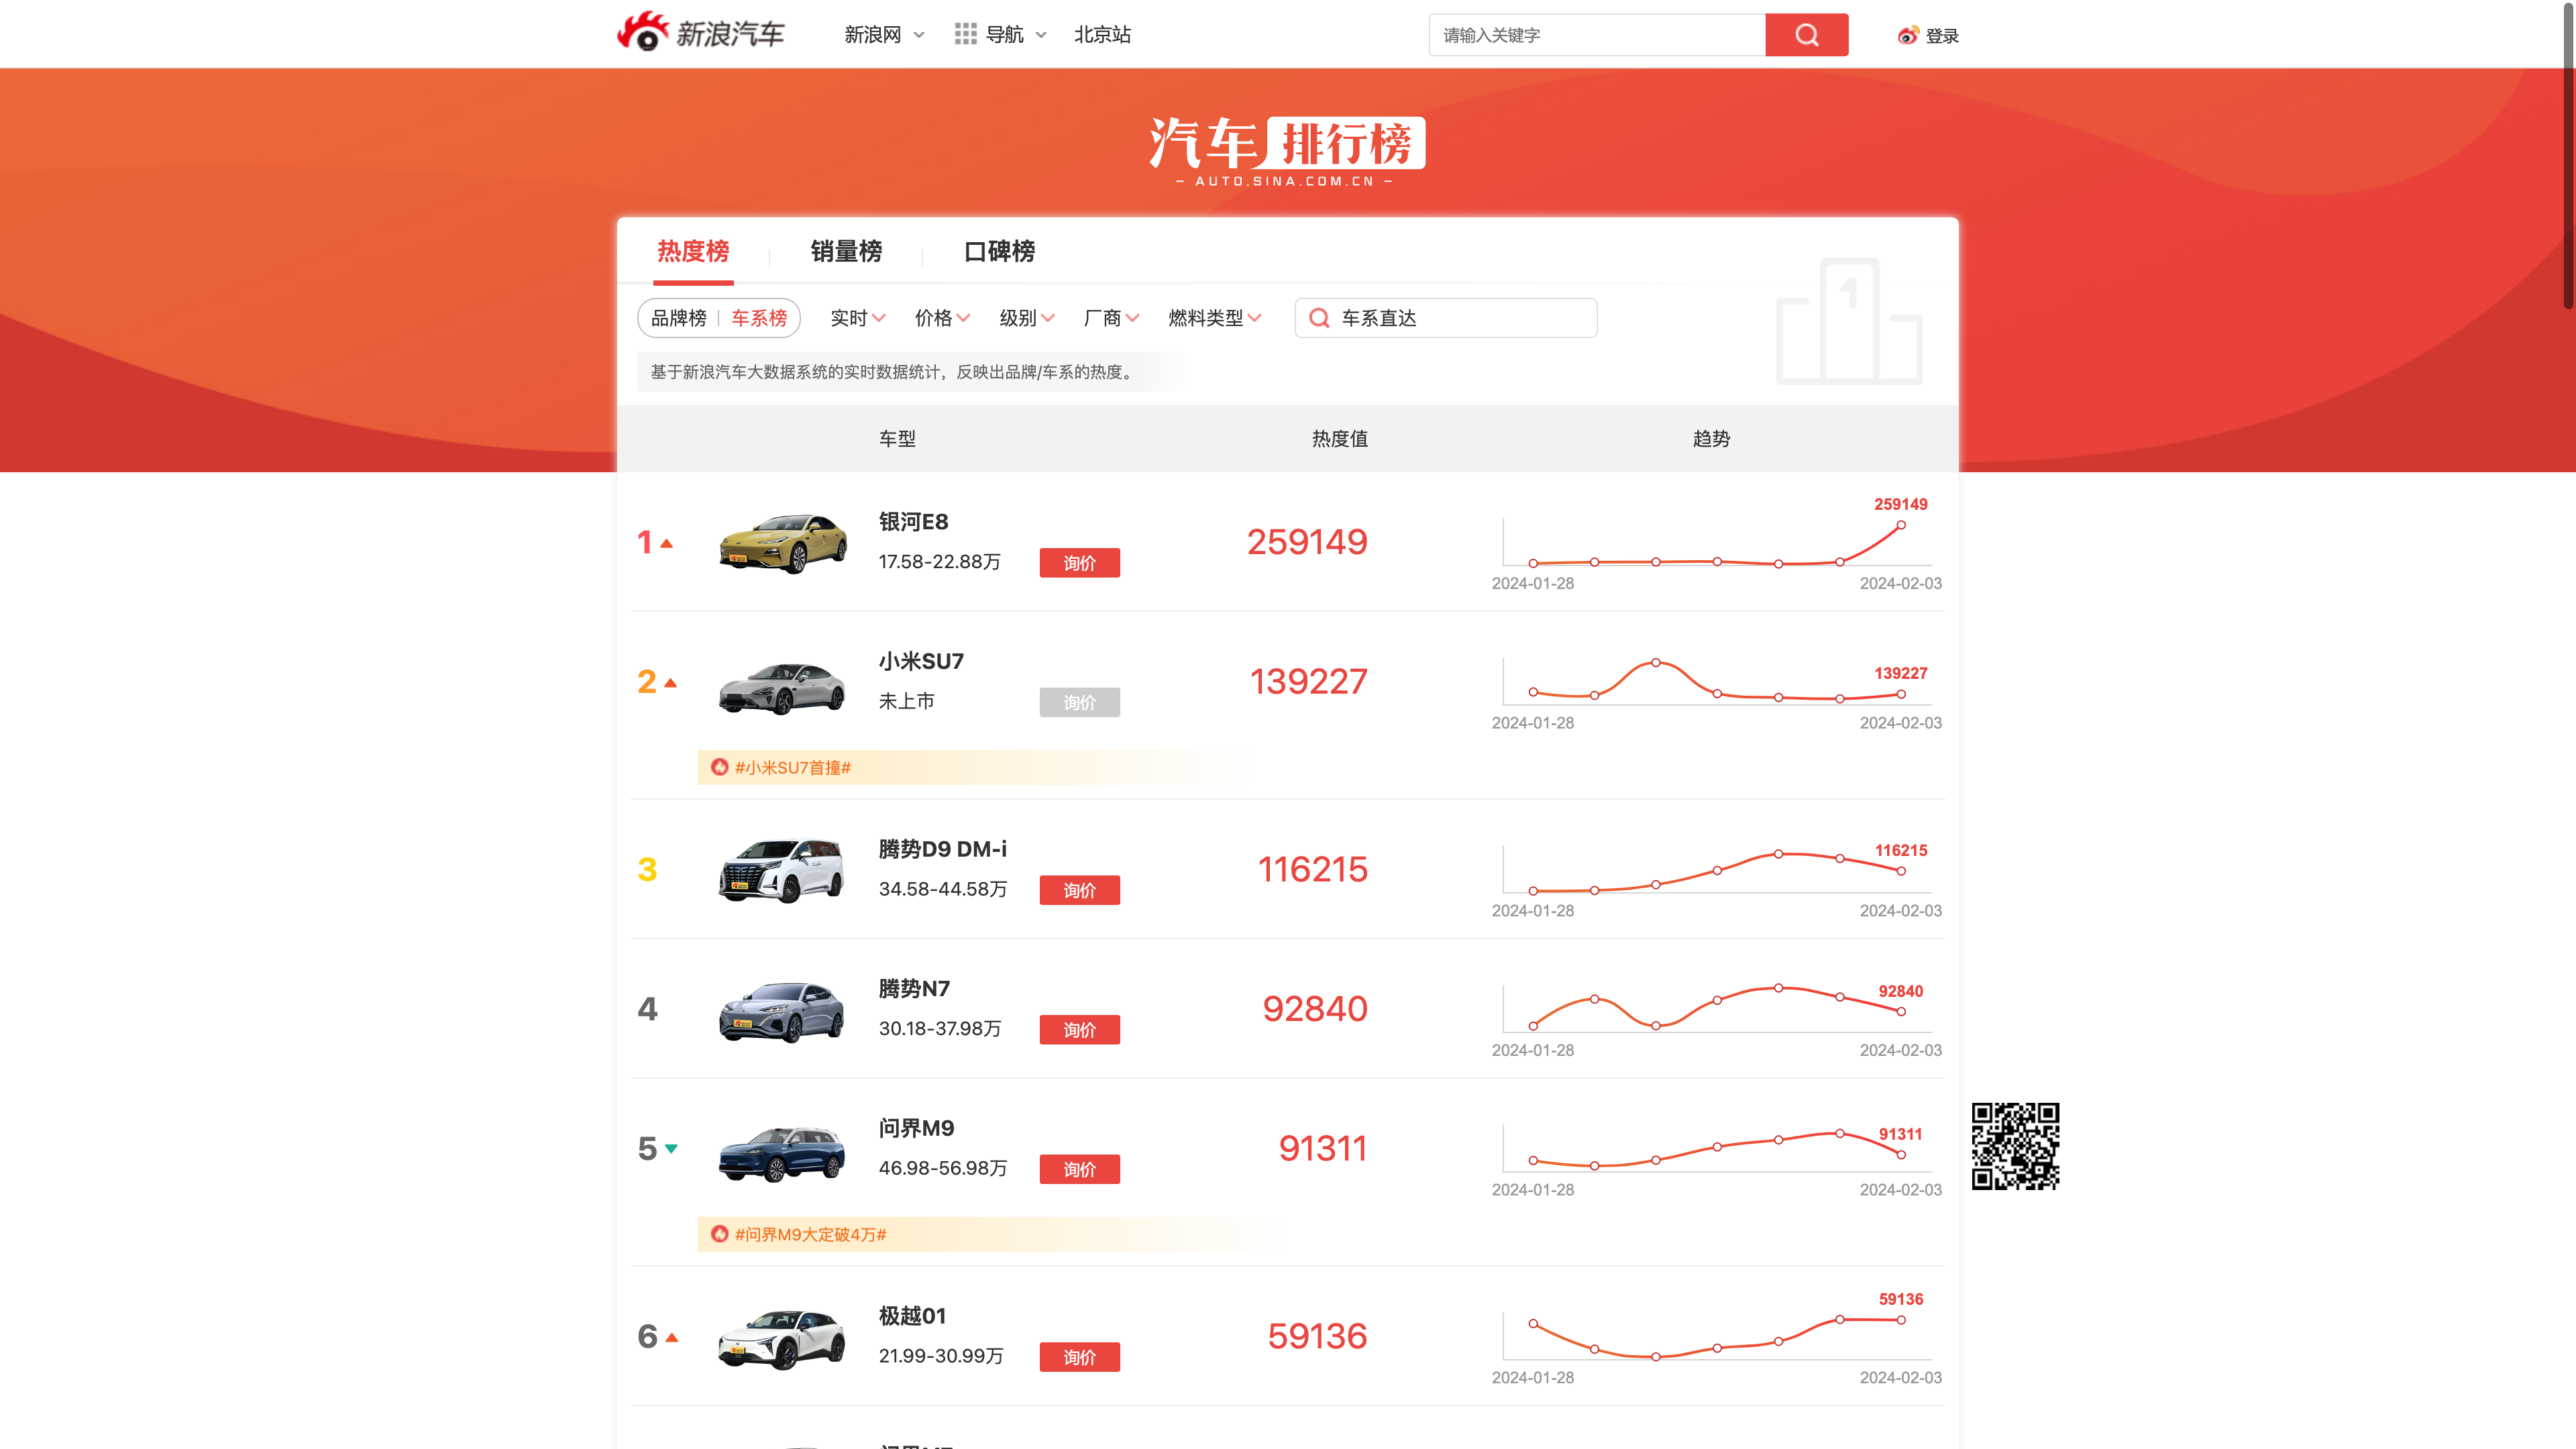 新浪汽车
新浪网 导航 北京站
请输入关键字
登录
汽车排行榜
- AUTO.SINA.COM.CN -
热度榜 销量榜 口碑榜
1
品牌榜 车系榜 实时 价格 级别 厂商 燃料类型 车系直达
基于新浪汽车大数据系统的实时数据统计，反映出品牌/车系的热度。
车型 热度值 趋势
1 银河E8
17.58-22.88万 询价
259149
259149
2024-01-28 2024-02-03
2 小米SU7
未上市 询价
139227
139227
2024-01-28 2024-02-03
#小米SU7首撞#
3 腾势D9 DM-i
34.58-44.58万 询价
116215
116215
2024-01-28 2024-02-03
4 腾势N7
30.18-37.98万 询价
92840
92840
2024-01-28 2024-02-03
5 问界M9
46.98-56.98万 询价
91311
91311
2024-01-28 2024-02-03
#问界M9大定破4万#
6 极越01
21.99-30.99万 询价
59136
59136
2024-01-28 2024-02-03